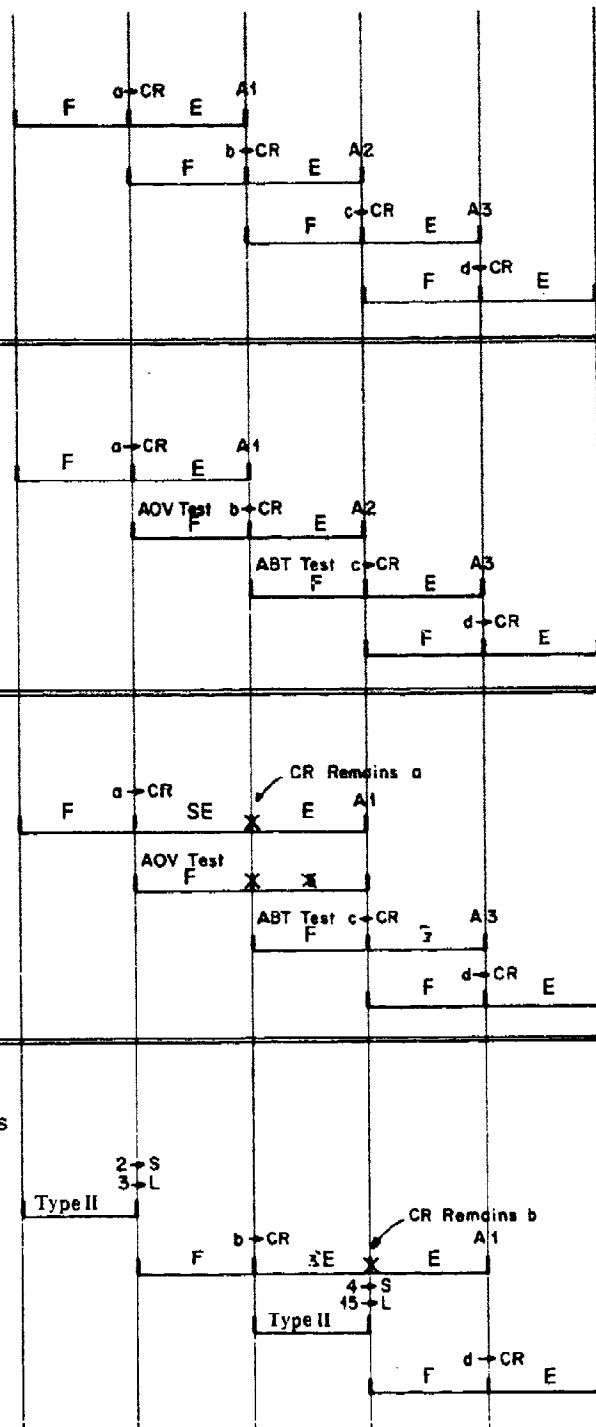 a→CR A1
F E
b→CR A2
F E
c→CR A3
F E
d→CR
F E
a→CR A1
F E
AOV Test b→CR A2
F E
ABT Test c→CR A3
F E
d→CR
F E
CR Remains a
a→CR A1
F SE E
AOV Test
F
ABT Test c→CR A3
F
d→CR
F E
S
2→S
3→L
Type II
CR Remains b
b→CR A1
F E E
4→S
15→L
Type II
d→CR
F E